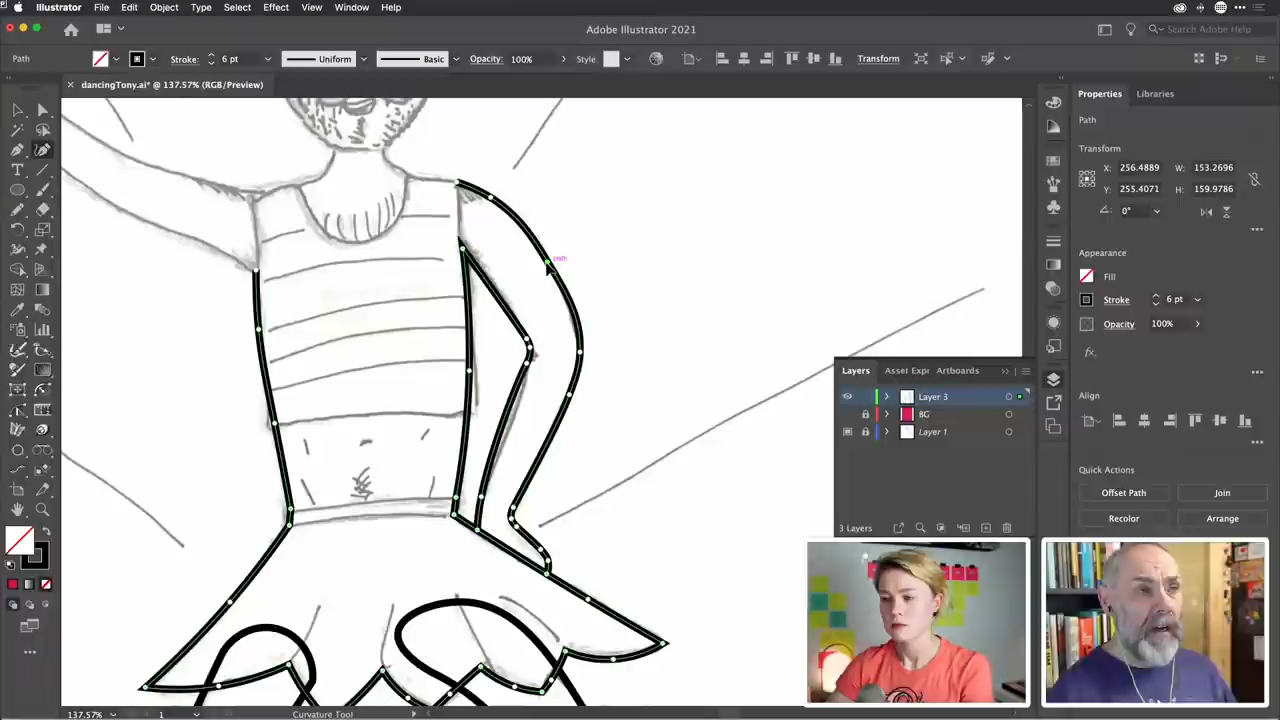 Illustrator File Edit Object Type Select Effect View Window Help
Adobe Illustrator 2021
Search Adobe Help
Path Stroke: 6 pt Uniform Basic Opacity: 100% Style Transform
dancingTony.ai* @ 137.57% (RGB/Preview)
Properties Libraries
Path
Transform
X: 256.4889 W: 153.2696
Y: 255.4071 H: 159.9786
0°
Appearance
Fill
Stroke 6 pt
Opacity 100%
fx
path
Layers Asset Exp Artboards
Layer 3
BG
Layer 1
3 Layers
Align
Quick Actions
Offset Path Join
Recolor Arrange
137.57% 1 Curvature Tool